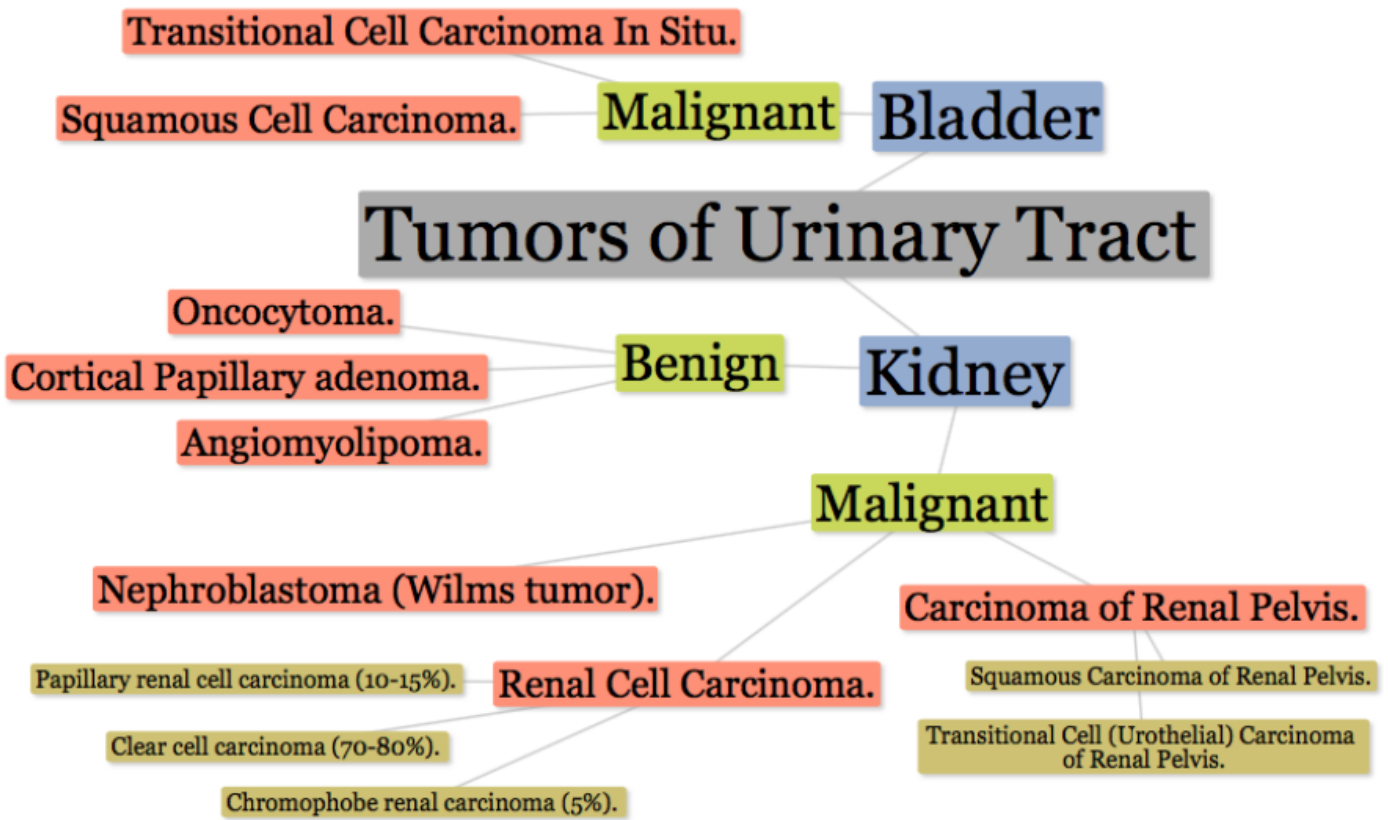 Transitional Cell Carcinoma In Situ.
Malignant
Bladder
Squamous Cell Carcinoma.
Tumors of Urinary Tract
Oncocytoma.
Benign
Kidney
Cortical Papillary adenoma.
Angiomyolipoma.
Malignant
Nephroblastoma (Wilms tumor).
Carcinoma of Renal Pelvis.
Papillary renal cell carcinoma (10-15%).
Renal Cell Carcinoma.
Squamous Carcinoma of Renal Pelvis.
Clear cell carcinoma (70-80%).
Transitional Cell (Urothelial) Carcinoma
of Renal Pelvis.
Chromophobe renal carcinoma (5%).